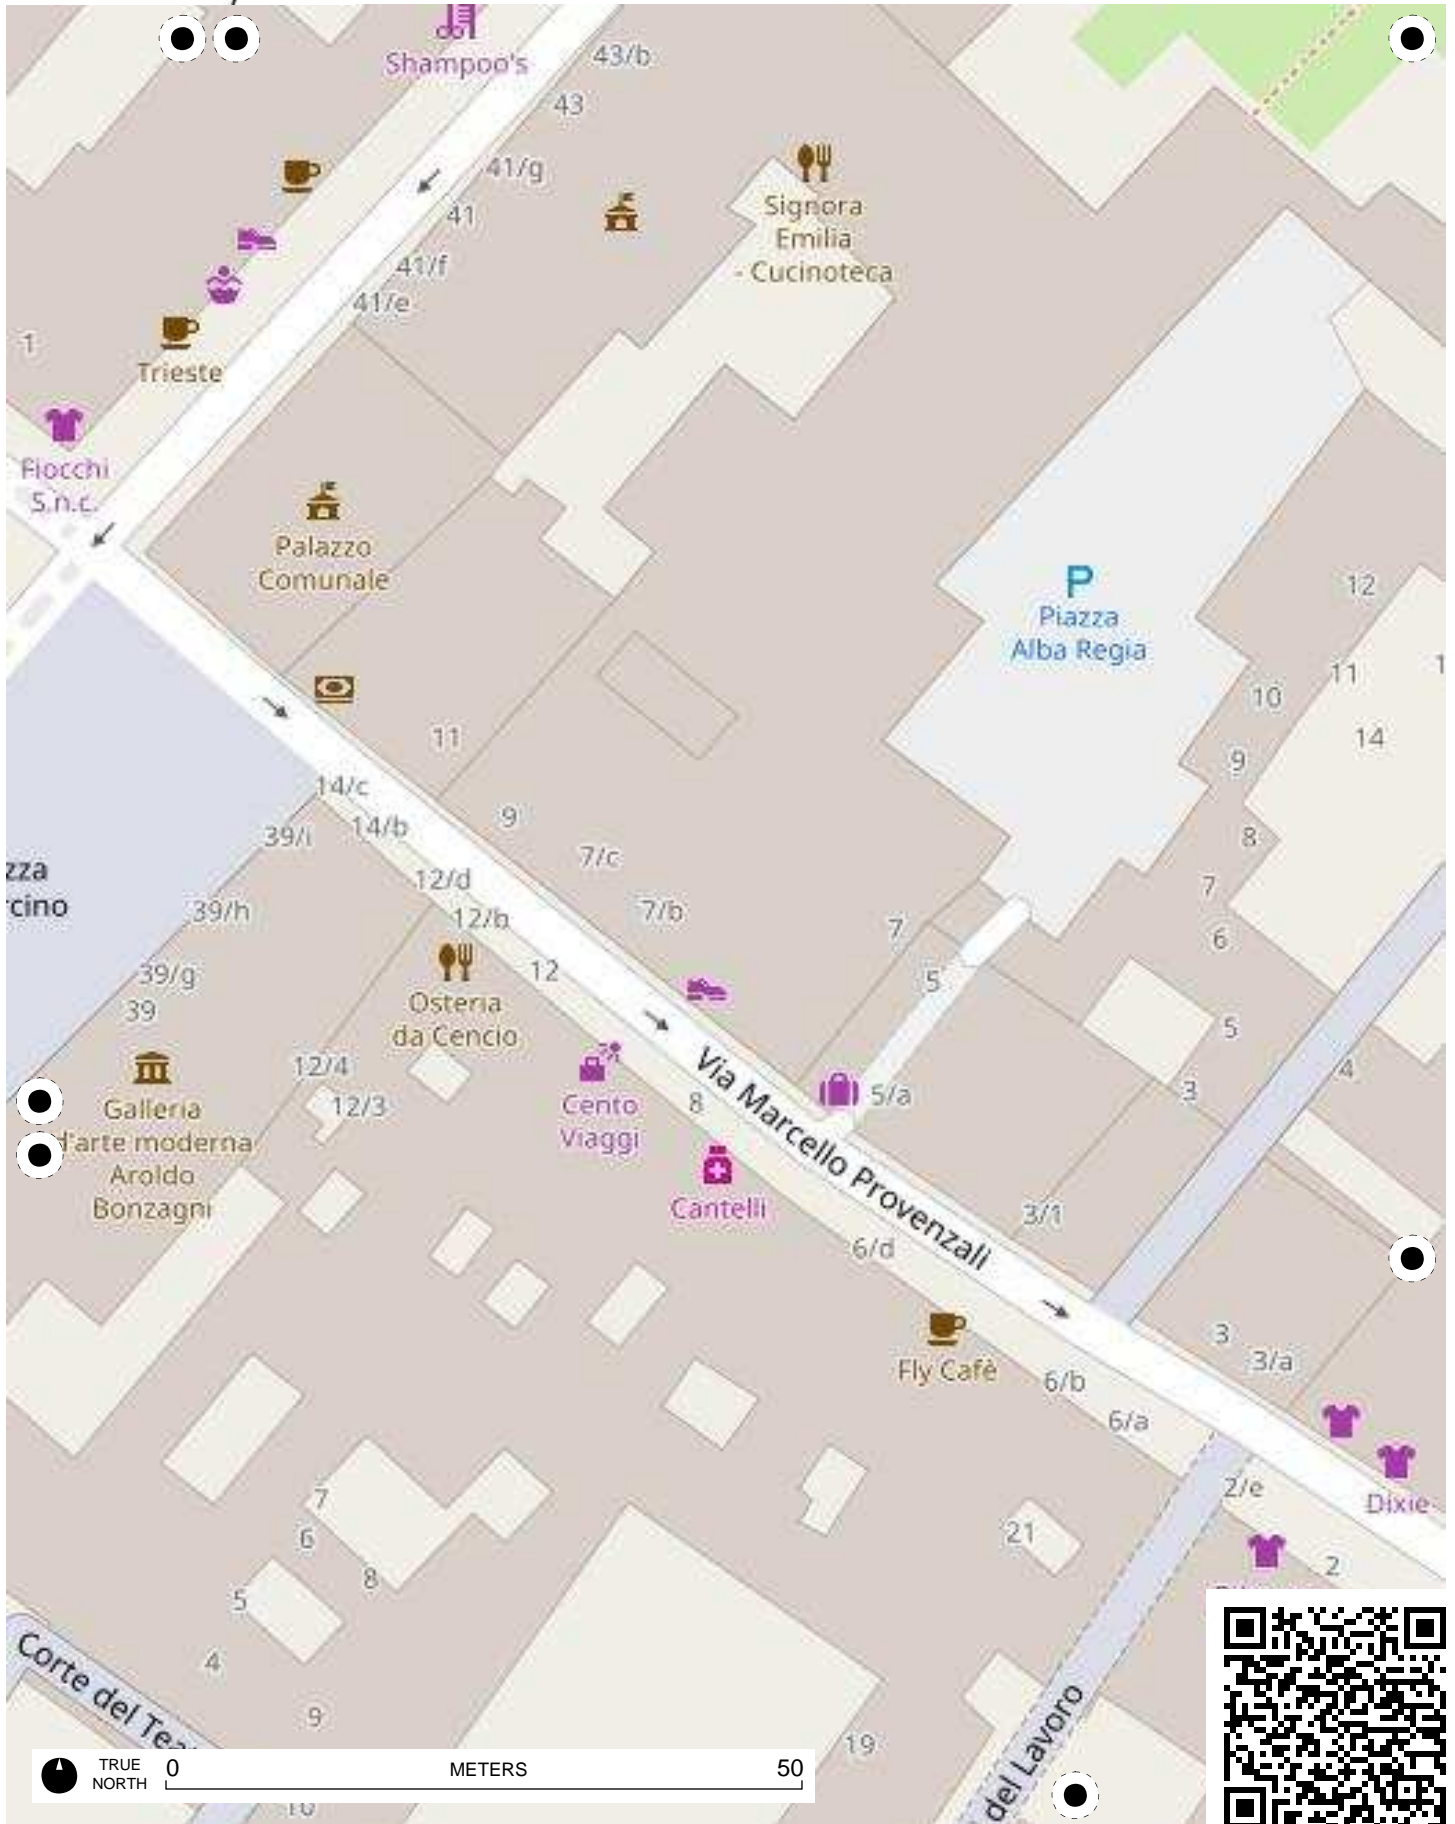 Shampoo's
43/b
43
41/g
41
41/f
41/e
Signora
Emilia
- Cucinoteca
1
Trieste
Fiocchi
S.n.c.
Palazzo
Comunale
P
Piazza
Alba Regia
12
11
1
10
14
9
8
7
6
5
4
3
11
14/c
14/b
39/i
9
7/c
12/d
12/b
7/b
39/h
12
7
5
zza
rcino
39/g
39
Osteria
da Cencio
12/4
12/3
Galleria
d'arte moderna
Aroldo
Bonzagni
Cento
Viaggi
8
5/a
Via Marcello Provenzali
Cantelli
3/1
6/d
Fly Cafè
3
3/a
6/b
6/a
2/e
Dixie
2
21
7
6
8
5
4
9
Corte del Tea
19
del Lavoro
10
TRUE
NORTH
0 METERS 50